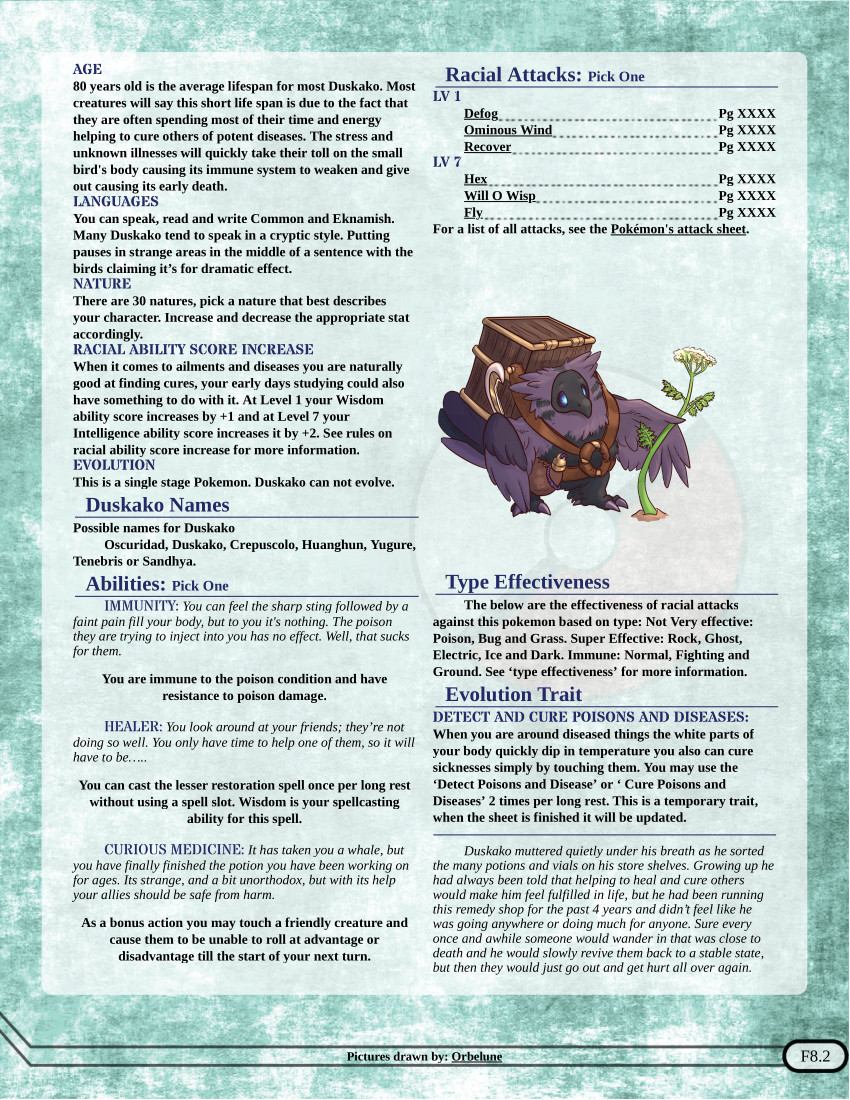 AGE
80 years old is the average lifespan for most Duskako. Most
creatures will say this short life span is due to the fact that
they are often spending most of their time and energy
helping to cure others of potent diseases. The stress and
unknown illnesses will quickly take their toll on the small
bird's body causing its immune system to weaken and give
out causing its early death.
LANGUAGES
You can speak, read and write Common and Eknamish.
Many Duskako tend to speak in a cryptic style. Putting
pauses in strange areas in the middle of a sentence with the
birds claiming it’s for dramatic effect.
NATURE
There are 30 natures, pick a nature that best describes
your character. Increase and decrease the appropriate stat
accordingly.
RACIAL ABILITY SCORE INCREASE
When it comes to ailments and diseases you are naturally
good at finding cures, your early days studying could also
have something to do with it. At Level 1 your Wisdom
ability score increases by +1 and at Level 7 your
Intelligence ability score increases it by +2. See rules on
racial ability score increase for more information.
EVOLUTION
This is a single stage Pokemon. Duskako can not evolve.
Duskako Names
Possible names for Duskako
Oscuridad, Duskako, Crepuscolo, Huanghun, Yugure,
Tenebris or Sandhya.
Abilities: Pick One
IMMUNITY: You can feel the sharp sting followed by a
faint pain fill your body, but to you it's nothing. The poison
they are trying to inject into you has no effect. Well, that sucks
for them.
You are immune to the poison condition and have
resistance to poison damage.
HEALER: You look around at your friends; they’re not
doing so well. You only have time to help one of them, so it will
have to be…..
You can cast the lesser restoration spell once per long rest
without using a spell slot. Wisdom is your spellcasting
ability for this spell.
CURIOUS MEDICINE: It has taken you a whale, but
you have finally finished the potion you have been working on
for ages. Its strange, and a bit unorthodox, but with its help
your allies should be safe from harm.
As a bonus action you may touch a friendly creature and
cause them to be unable to roll at advantage or
disadvantage till the start of your next turn.
Racial Attacks: Pick One
LV 1
Defog Pg XXXX
Ominous Wind Pg XXXX
Recover Pg XXXX
LV 7
Hex Pg XXXX
Will O Wisp Pg XXXX
Fly Pg XXXX
For a list of all attacks, see the Pokémon's attack sheet.
Type Effectiveness
The below are the effectiveness of racial attacks
against this pokemon based on type: Not Very effective:
Poison, Bug and Grass. Super Effective: Rock, Ghost,
Electric, Ice and Dark. Immune: Normal, Fighting and
Ground. See ‘type effectiveness’ for more information.
Evolution Trait
DETECT AND CURE POISONS AND DISEASES:
When you are around diseased things the white parts of
your body quickly dip in temperature you also can cure
sicknesses simply by touching them. You may use the
‘Detect Poisons and Disease’ or ‘ Cure Poisons and
Diseases’ 2 times per long rest. This is a temporary trait,
when the sheet is finished it will be updated.
Duskako muttered quietly under his breath as he sorted
the many potions and vials on his store shelves. Growing up he
had always been told that helping to heal and cure others
would make him feel fulfilled in life, but he had been running
this remedy shop for the past 4 years and didn’t feel like he
was going anywhere or doing much for anyone. Sure every
once and awhile someone would wander in that was close to
death and he would slowly revive them back to a stable state,
but then they would just go out and get hurt all over again.
Pictures drawn by: Orbelune
F8.2